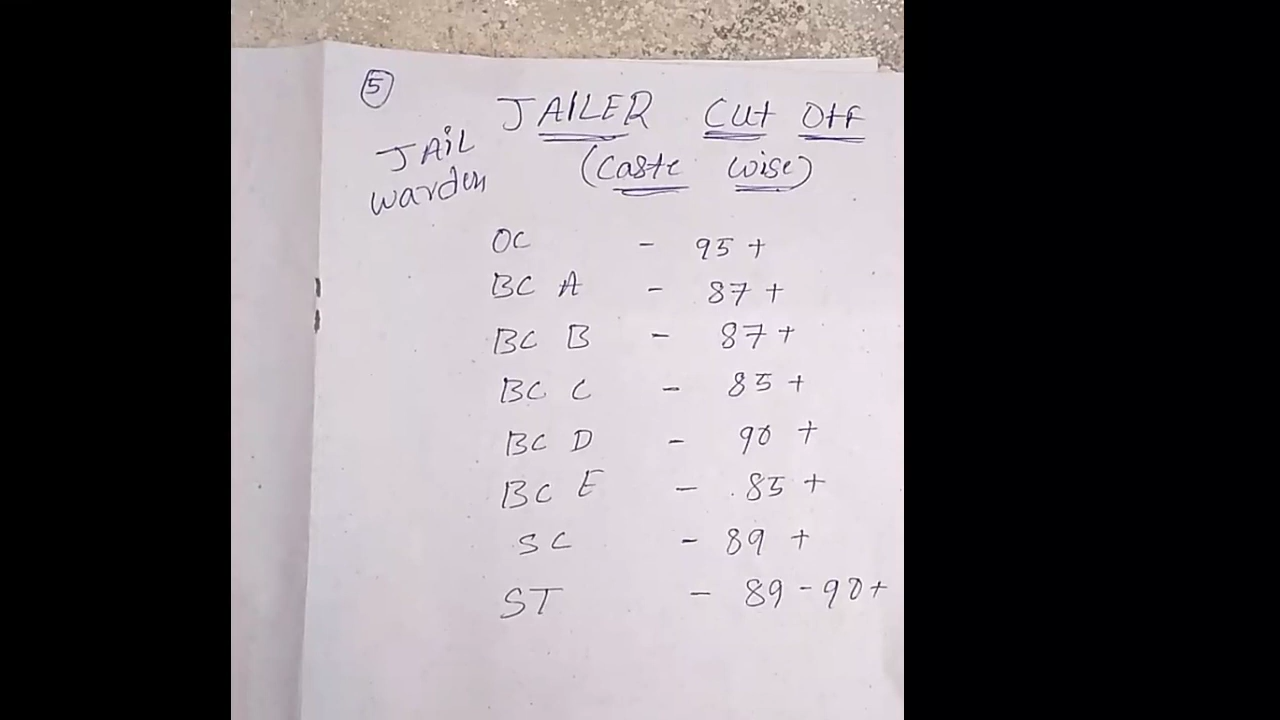 5
JAILER CUt OFF
JAiL
warden
(Caste wise)
OC - 95 +
BC A - 87 +
BC B - 87 +
BC C - 85 +
BC D - 90 +
BC E - 85 +
SC - 89 +
ST - 89 - 90 +